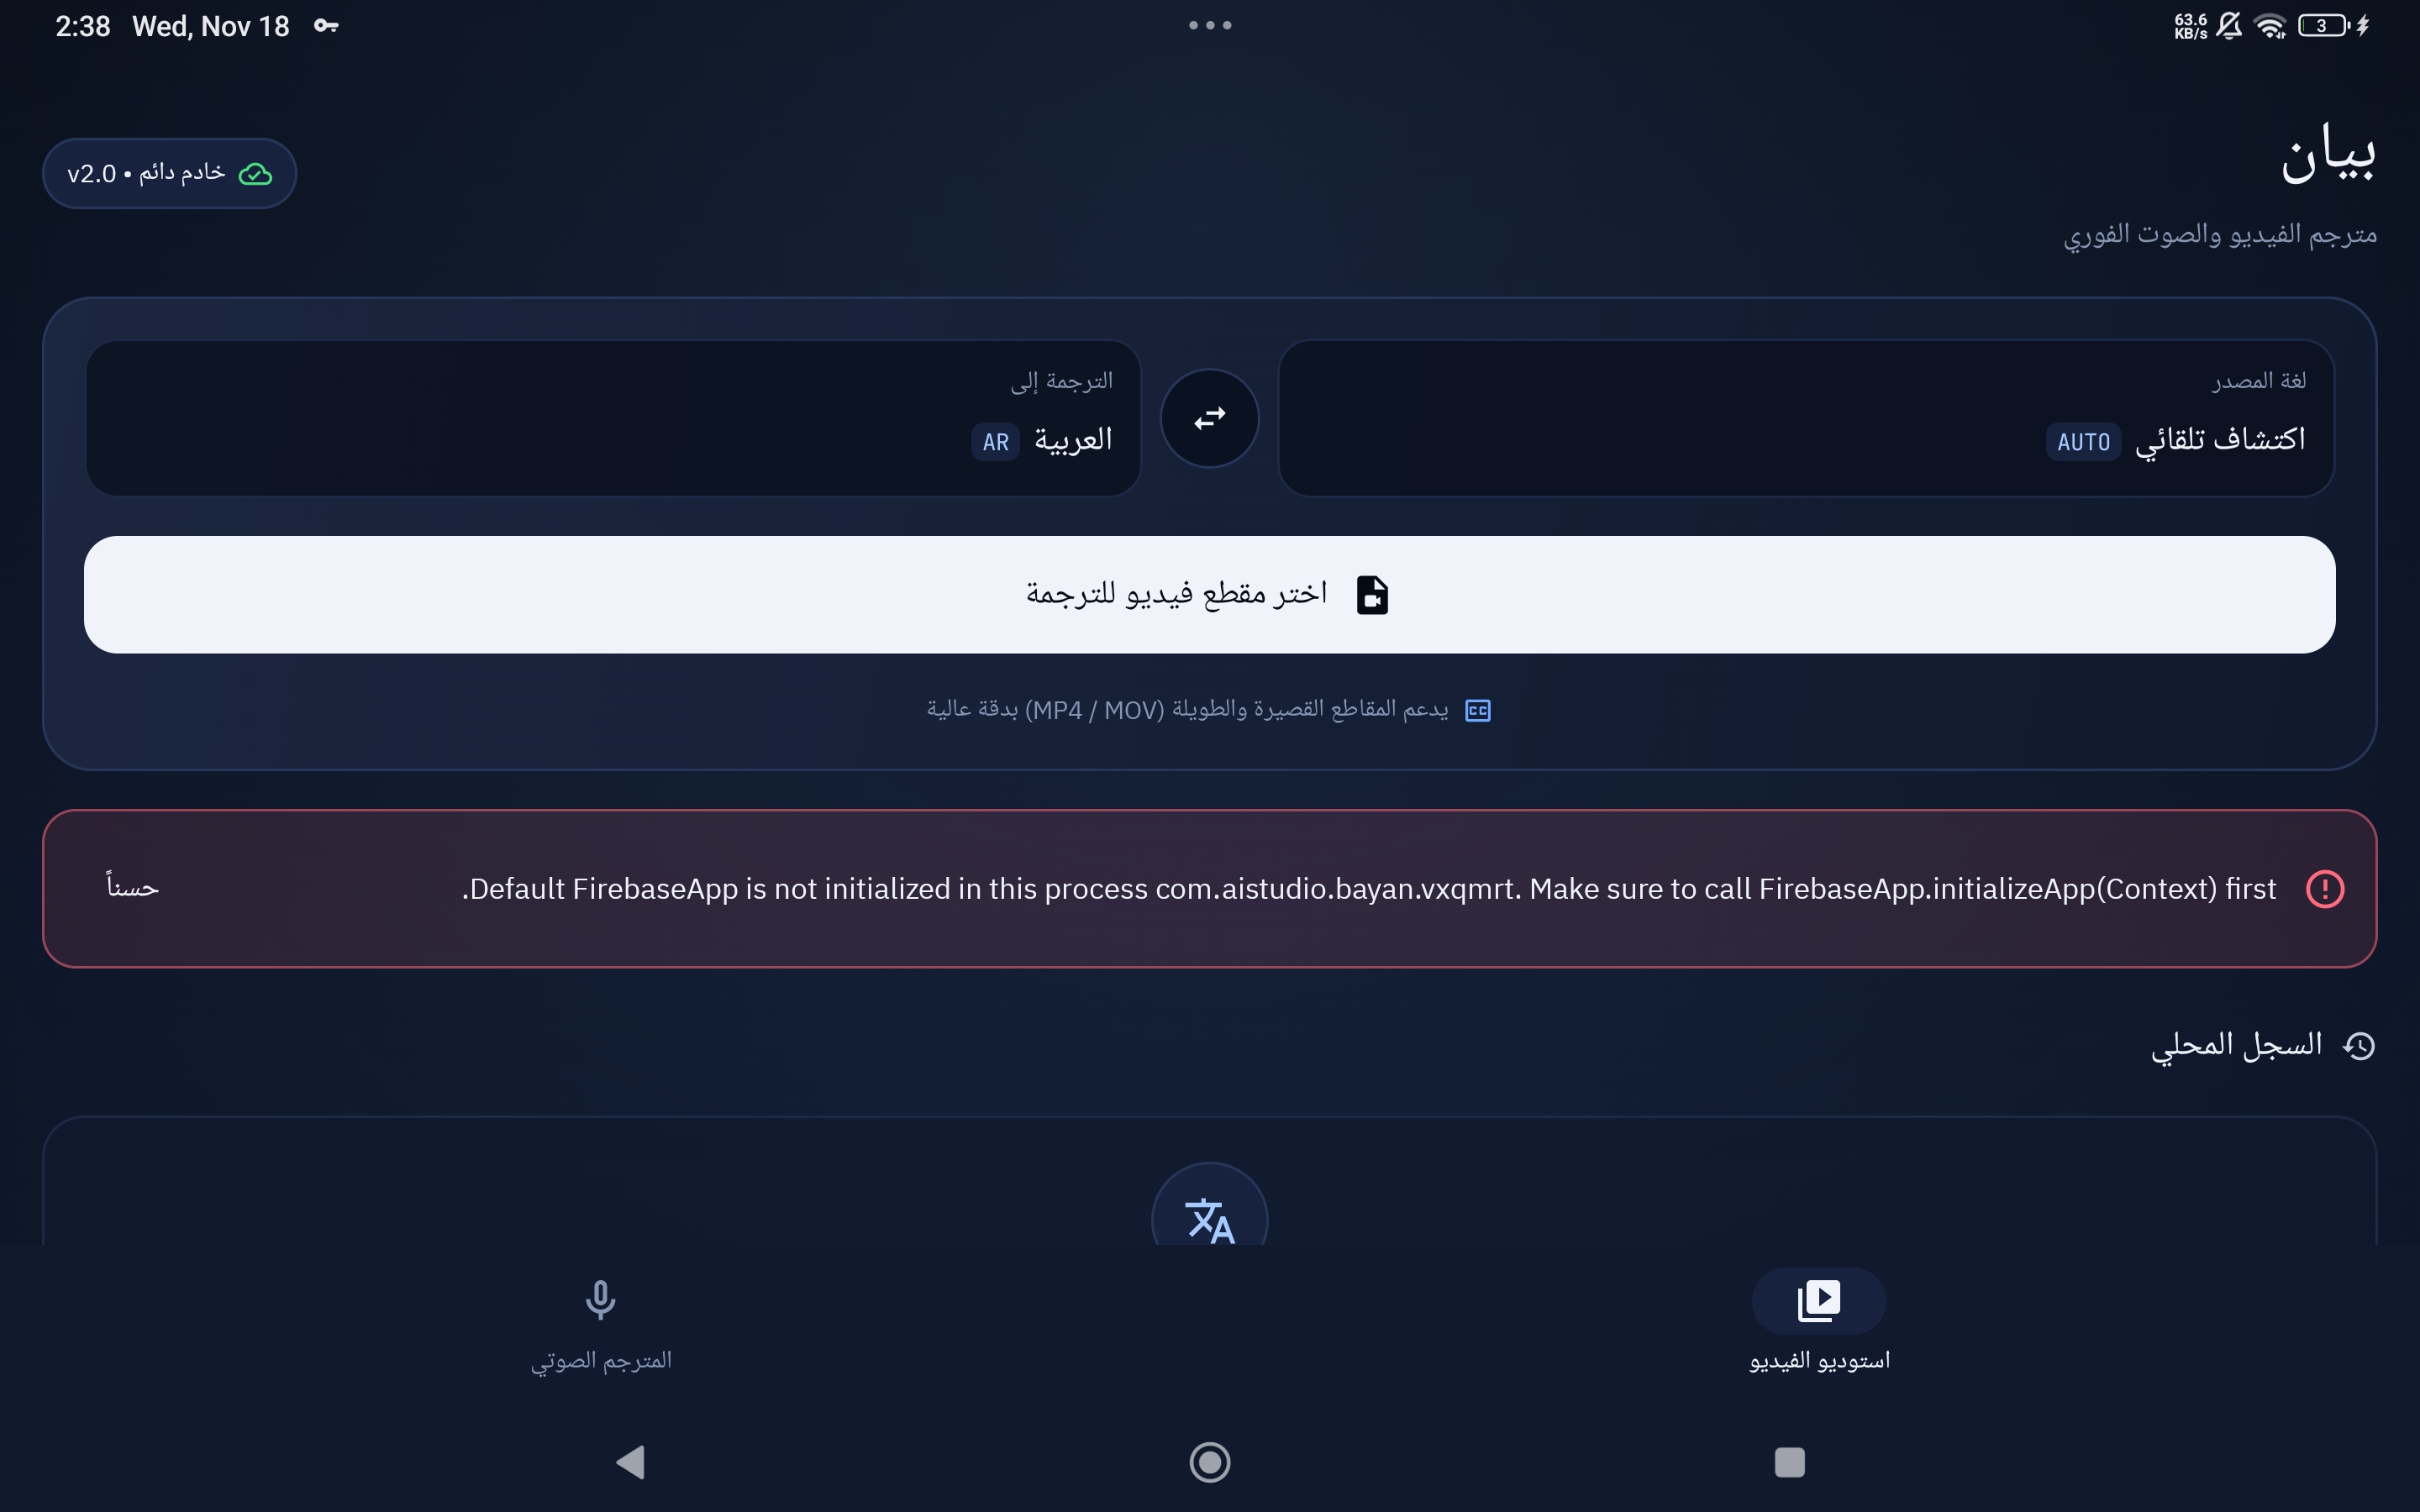 2:38 Wed, Nov 18
63.6 KB/s
3
بيان
مترجم الفيديو والصوت الفوري
خادم دائم • v2.0
لغة المصدر
اكتشاف تلقائي AUTO
الترجمة إلى
العربية AR
اختر مقطع فيديو للترجمة
CC يدعم المقاطع القصيرة والطويلة (MP4 / MOV) بدقة عالية
Default FirebaseApp is not initialized in this process com.aistudio.bayan.vxqmrt. Make sure to call FirebaseApp.initializeApp(Context) first.
حسناً
السجل المحلي
استوديو الفيديو
المترجم الصوتي